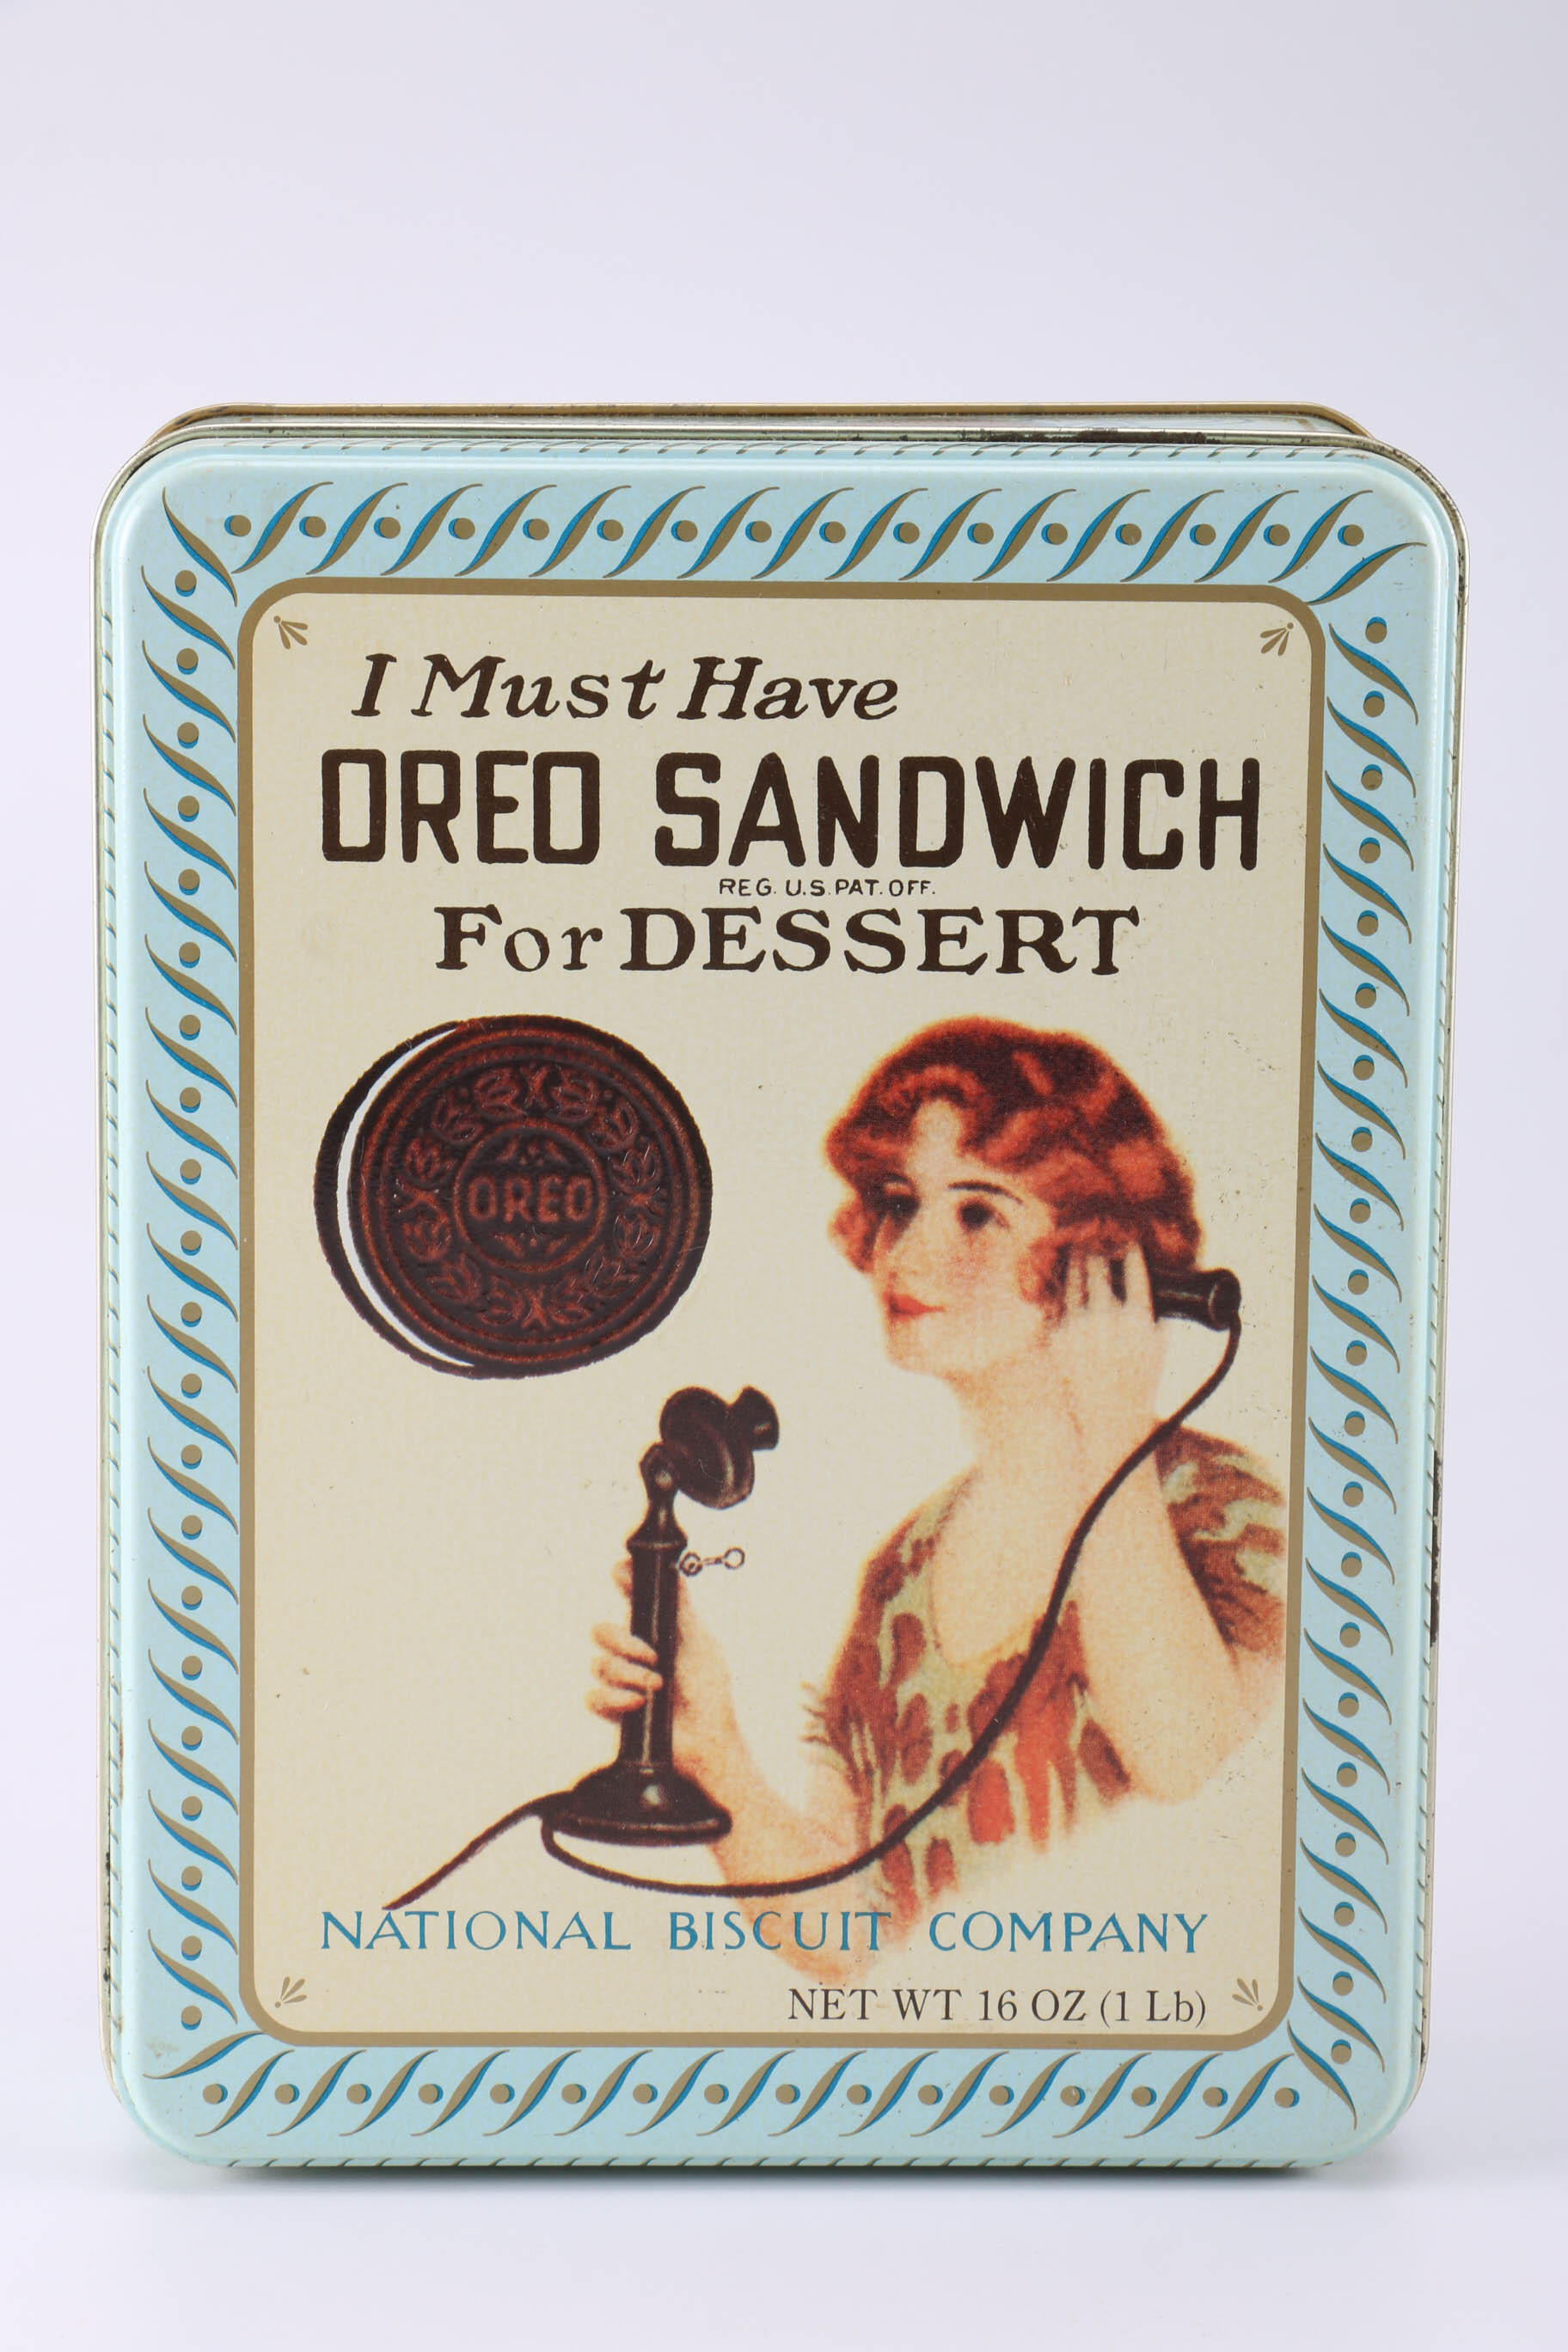 I Must Have
OREO SANDWICH
REG. U.S. PAT. OFF.
For DESSERT
OREO
NATIONAL BISCUIT COMPANY
NET WT 16 OZ (1 Lb)